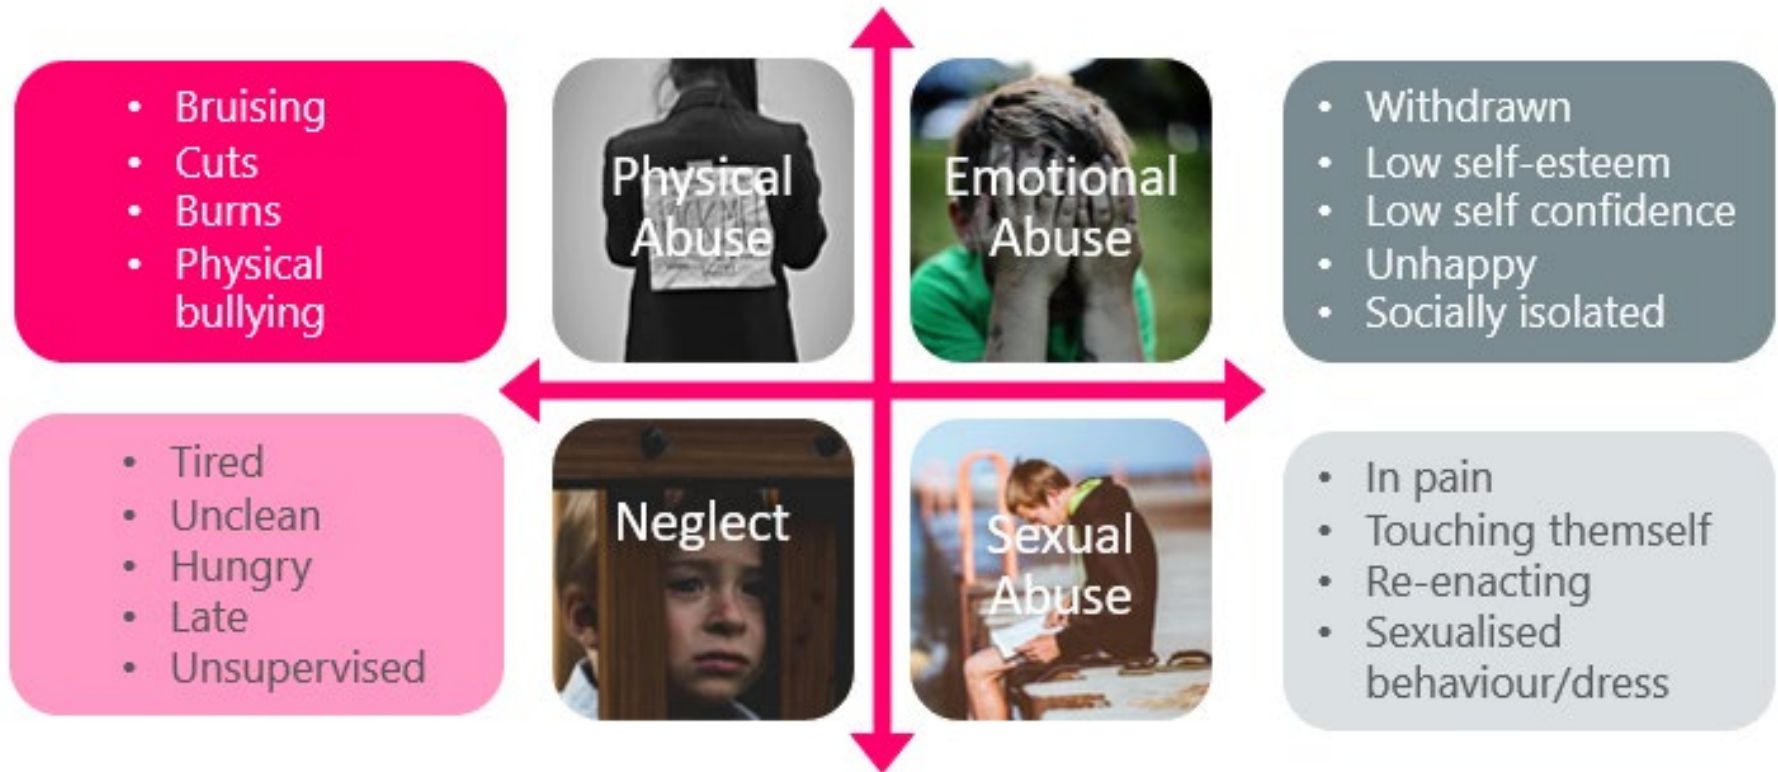 • Bruising
• Cuts
• Burns
• Physical
bullying
Physical
Abuse
Emotional
Abuse
• Withdrawn
• Low self-esteem
• Low self confidence
• Unhappy
• Socially isolated
• Tired
• Unclean
• Hungry
• Late
• Unsupervised
Neglect
Sexual
Abuse
• In pain
• Touching themself
• Re-enacting
• Sexualised
behaviour/dress